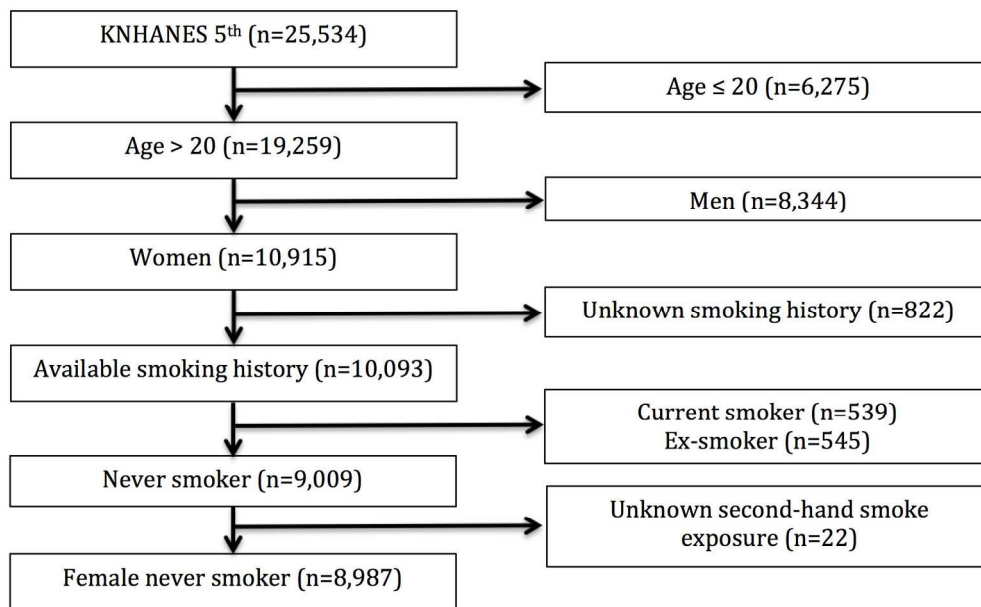 KNHANES 5th (n=25,534)
Age ≤ 20 (n=6,275)
Age > 20 (n=19,259)
Men (n=8,344)
Women (n=10,915)
Unknown smoking history (n=822)
Available smoking history (n=10,093)
Current smoker (n=539)
Ex-smoker (n=545)
Never smoker (n=9,009)
Unknown second-hand smoke
exposure (n=22)
Female never smoker (n=8,987)